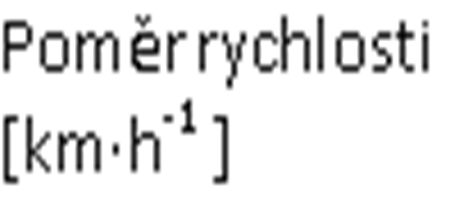 Poměr rychlosti
[km·h⁻¹ ]